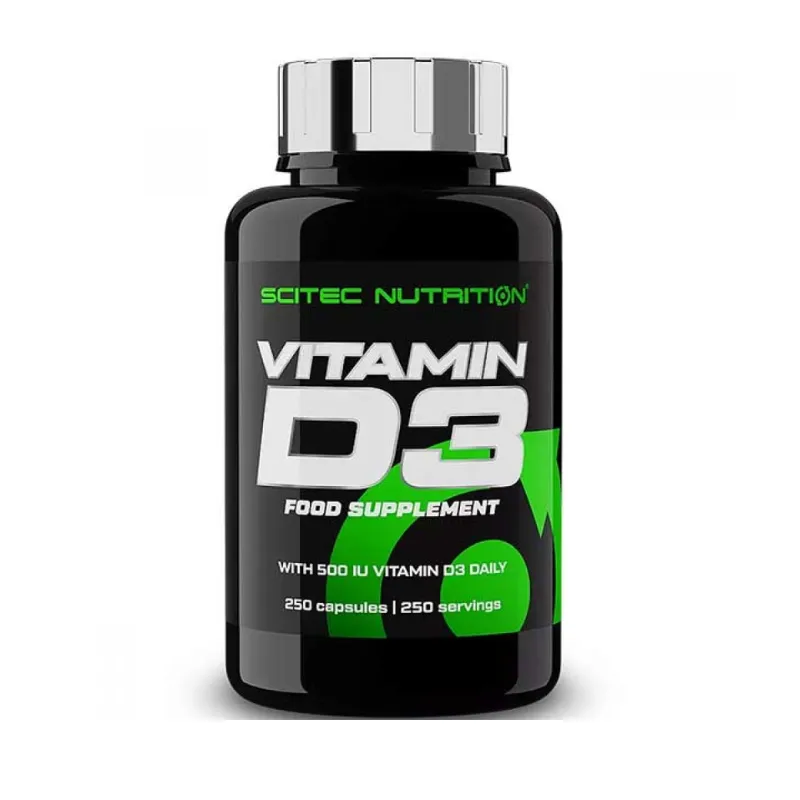 SCITEC NUTRITION®
VITAMIN
D3
FOOD SUPPLEMENT
WITH 500 IU VITAMIN D3 DAILY
250 capsules | 250 servings